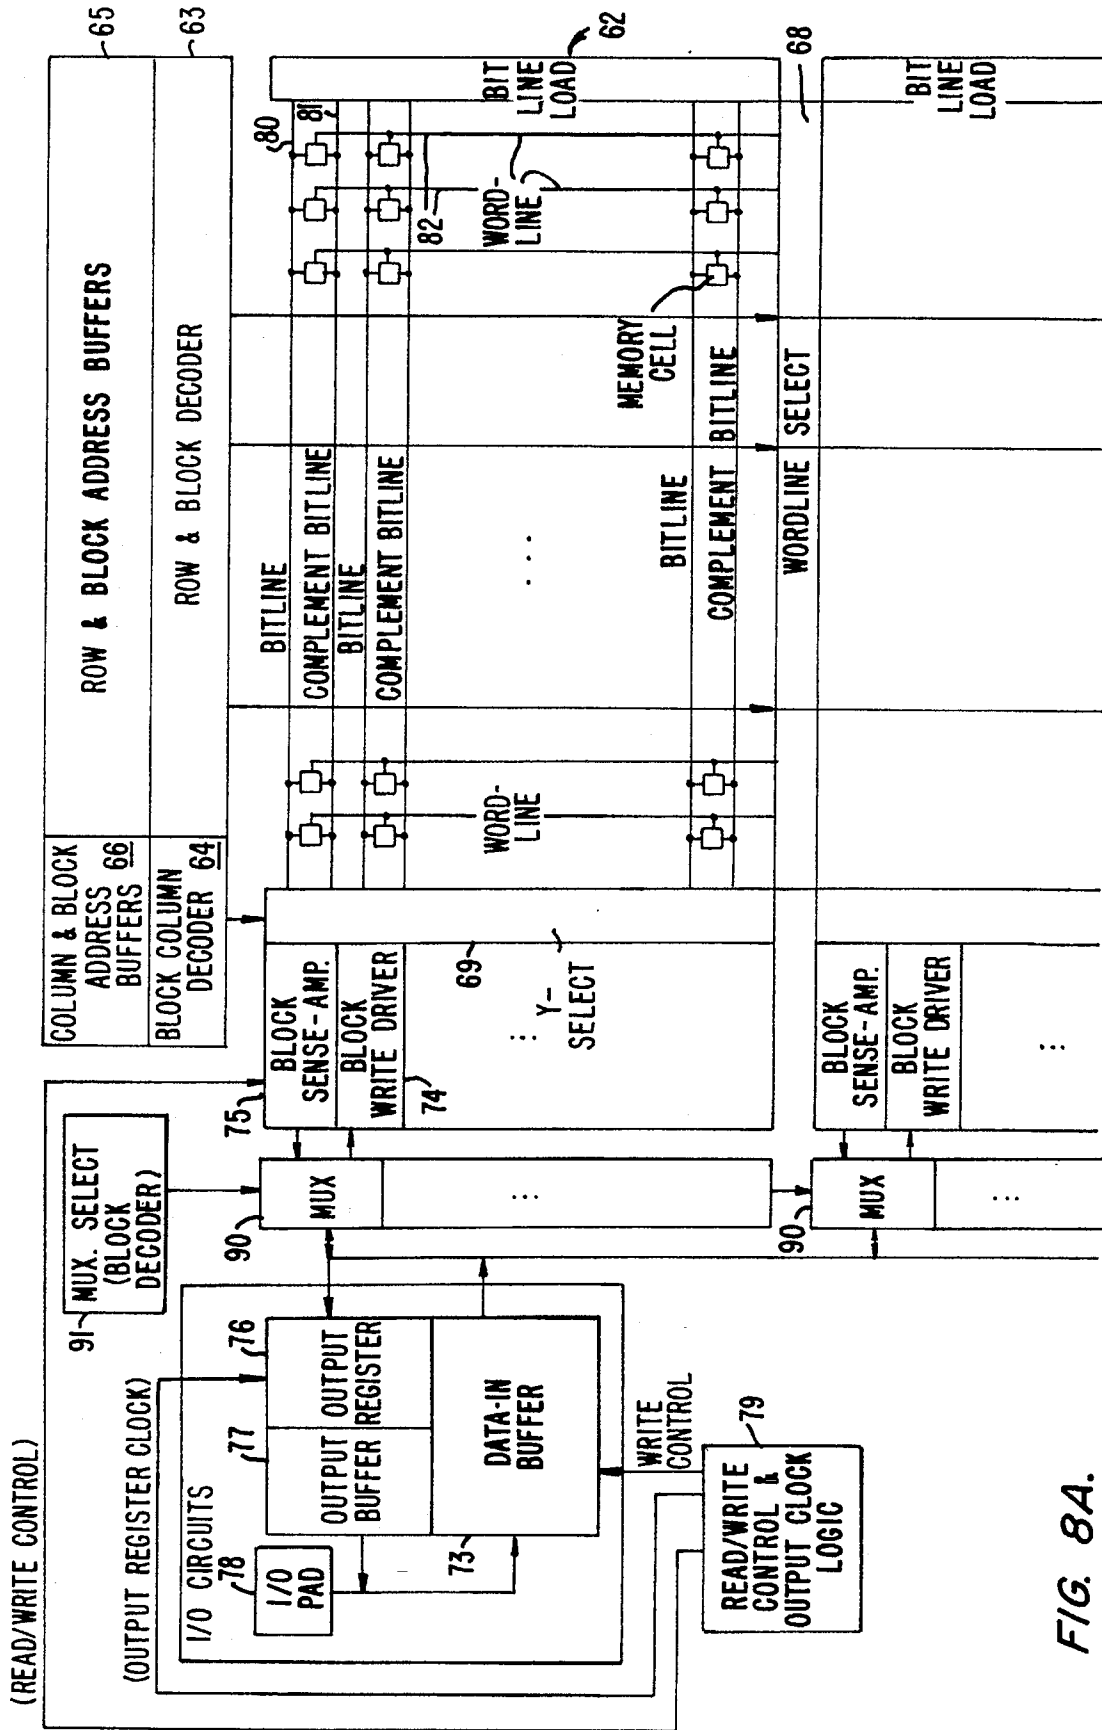 (READ/WRITE CONTROL)
(OUTPUT REGISTER CLOCK)
91
MUX. SELECT
(BLOCK
DECODER)
I/O CIRCUITS
78
I/O
PAD
77
OUTPUT
BUFFER
76
OUTPUT
REGISTER
73
DATA-IN
BUFFER
WRITE
CONTROL
79
READ/WRITE
CONTROL &
OUTPUT CLOCK
LOGIC
COLUMN & BLOCK
ADDRESS
BUFFERS 66
BLOCK COLUMN
DECODER 64
ROW & BLOCK ADDRESS BUFFERS
65
ROW & BLOCK DECODER
63
90
MUX
...
75
BLOCK
SENSE-AMP.
BLOCK
WRITE DRIVER
74
69
...
Y-
SELECT
BITLINE
COMPLEMENT BITLINE
BITLINE
COMPLEMENT BITLINE
80
81
WORD-
LINE
82
WORD-
LINE
...
MEMORY
CELL
BITLINE
COMPLEMENT BITLINE
BIT
LINE
LOAD
62
WORDLINE SELECT
68
90
MUX
...
BLOCK
SENSE-AMP.
BLOCK
WRITE DRIVER
...
BIT
LINE
LOAD
FIG. 8A.